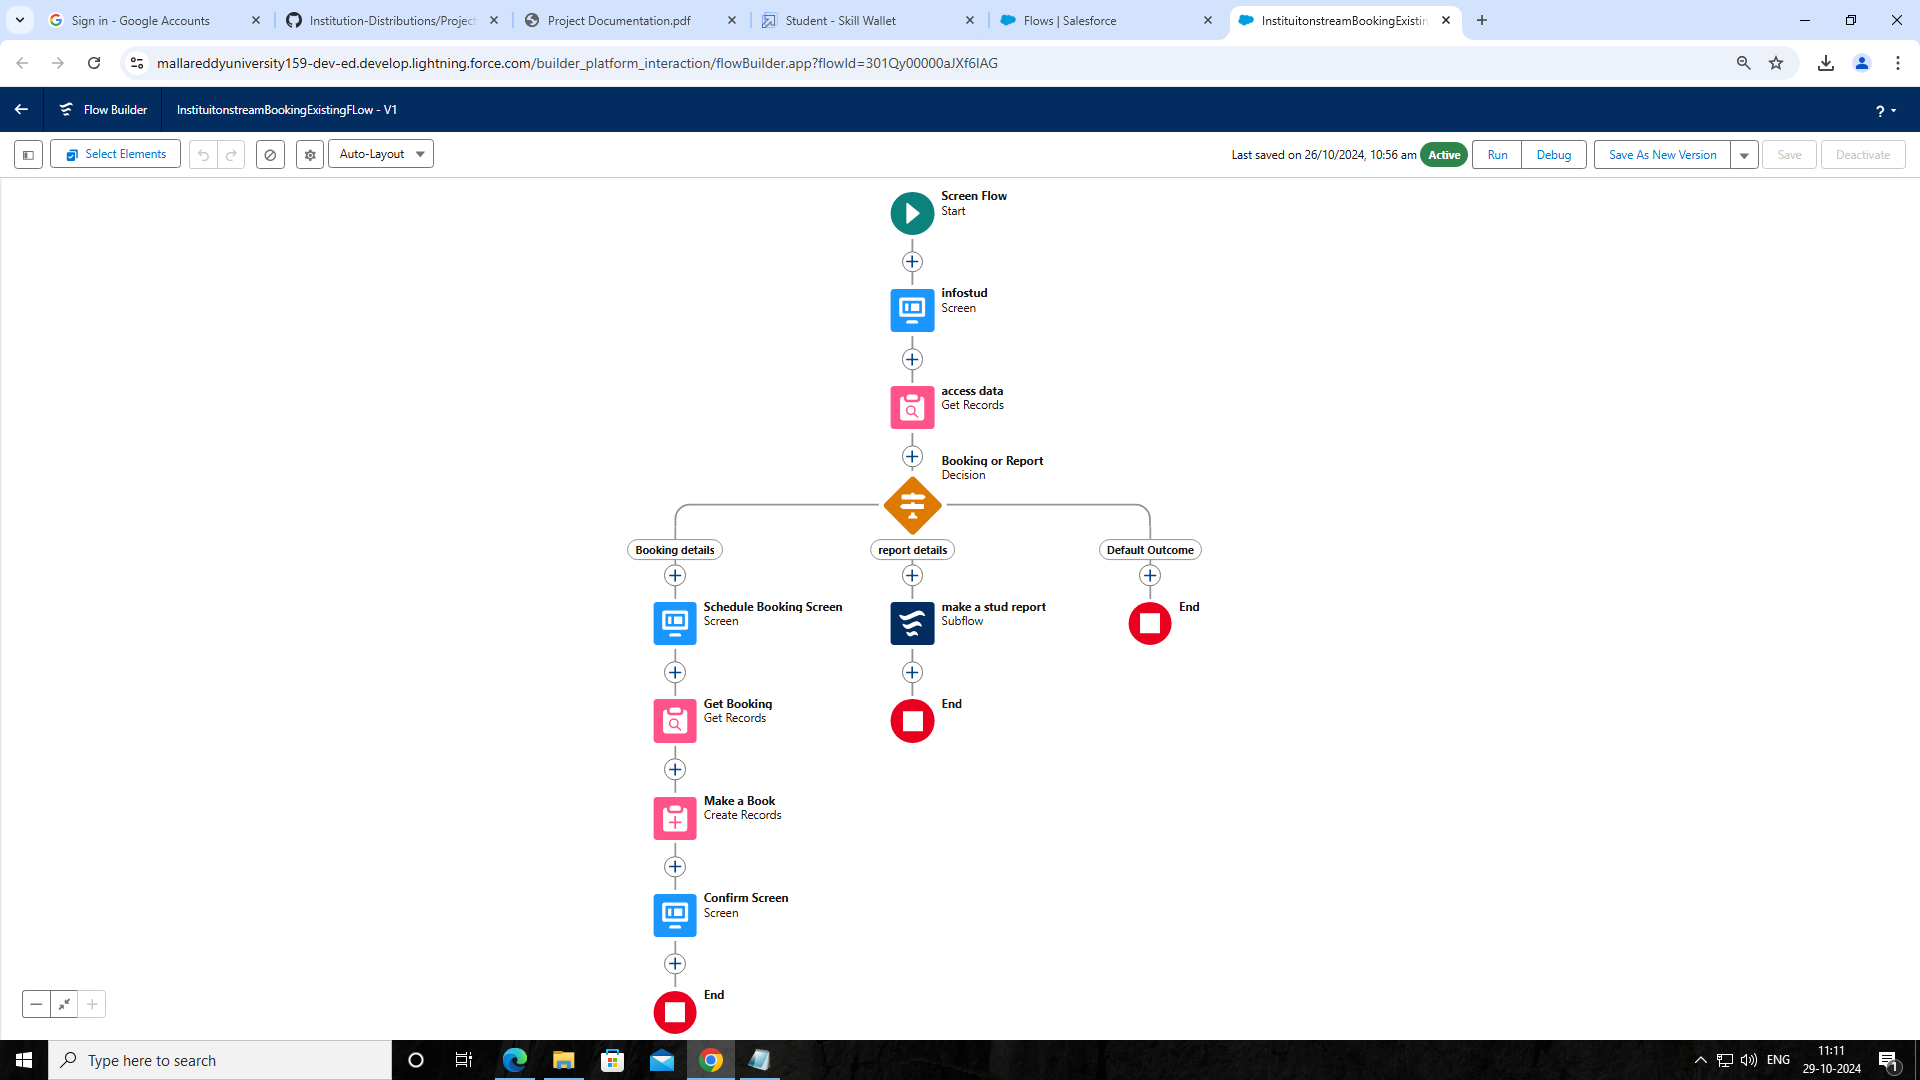 Sign in - Google Accounts
Institution-Distributions/Project
Project Documentation.pdf
Student - Skill Wallet
Flows | Salesforce
InstituitonstreamBookingExistin
mallareddyuniversity159-dev-ed.develop.lightning.force.com/builder_platform_interaction/flowBuilder.app?flowId=301Qy00000aJXf6IAG
Flow Builder
InstituitonstreamBookingExistingFLow - V1
?
Select Elements
Auto-Layout
Last saved on 26/10/2024, 10:56 am
Active
Run
Debug
Save As New Version
Save
Deactivate
Screen Flow
Start
infostud
Screen
access data
Get Records
Booking or Report
Decision
Booking details
report details
Default Outcome
Schedule Booking Screen
Screen
make a stud report
Subflow
End
Get Booking
Get Records
End
Make a Book
Create Records
Confirm Screen
Screen
End
Type here to search
ENG
11:11
29-10-2024
1